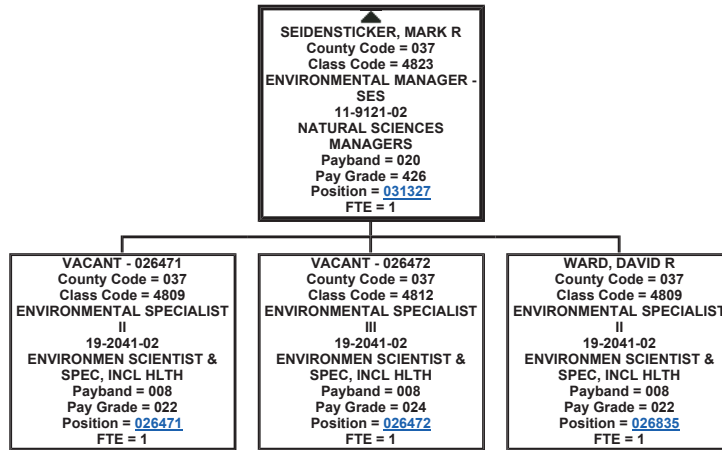 SEIDENSTICKER, MARK R
County Code = 037
Class Code = 4823
ENVIRONMENTAL MANAGER -
SES
11-9121-02
NATURAL SCIENCES
MANAGERS
Payband = 020
Pay Grade = 426
Position = 031327
FTE = 1
VACANT - 026471
County Code = 037
Class Code = 4809
ENVIRONMENTAL SPECIALIST
II
19-2041-02
ENVIRONMEN SCIENTIST &
SPEC, INCL HLTH
Payband = 008
Pay Grade = 022
Position = 026471
FTE = 1
VACANT - 026472
County Code = 037
Class Code = 4812
ENVIRONMENTAL SPECIALIST
III
19-2041-02
ENVIRONMEN SCIENTIST &
SPEC, INCL HLTH
Payband = 008
Pay Grade = 024
Position = 026472
FTE = 1
WARD, DAVID R
County Code = 037
Class Code = 4809
ENVIRONMENTAL SPECIALIST
II
19-2041-02
ENVIRONMEN SCIENTIST &
SPEC, INCL HLTH
Payband = 008
Pay Grade = 022
Position = 026835
FTE = 1